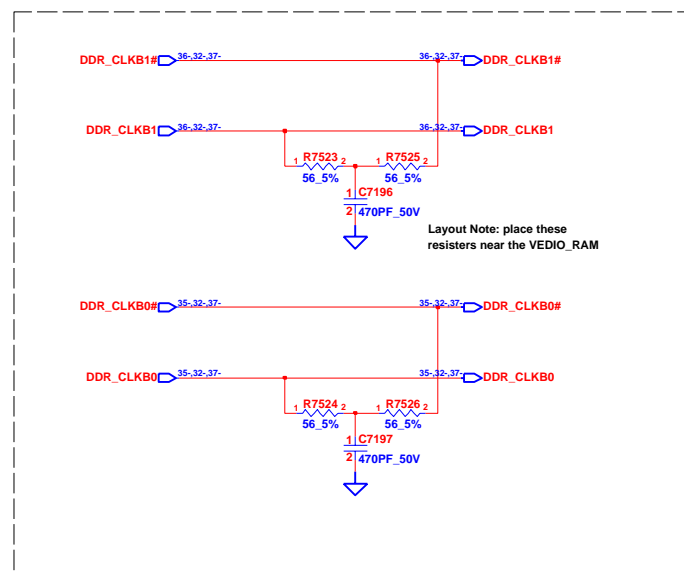 DDR_CLKB1# 36-,32-,37- 36-,32-,37- DDR_CLKB1#
DDR_CLKB1 36-,32-,37- 36-,32-,37- DDR_CLKB1
R7523 R7525
1 2 1 2
56_5% 56_5%
1 C7196
2 470PF_50V
Layout Note: place these
resisters near the VEDIO_RAM
DDR_CLKB0# 35-,32-,37- 35-,32-,37- DDR_CLKB0#
DDR_CLKB0 35-,32-,37- 35-,32-,37- DDR_CLKB0
R7524 R7526
1 2 1 2
56_5% 56_5%
1 C7197
2 470PF_50V